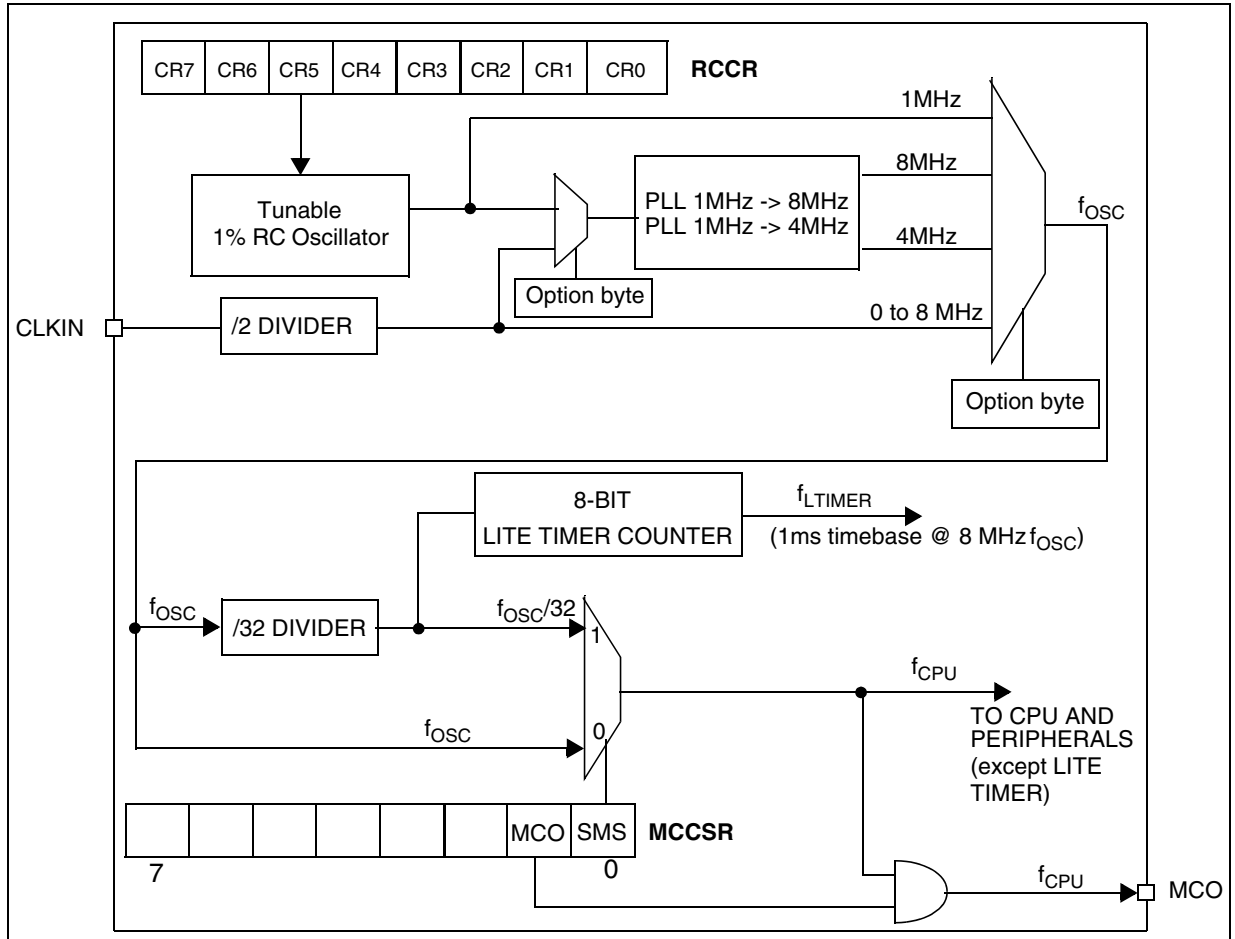 CR7 CR6 CR5 CR4 CR3 CR2 CR1 CR0 RCCR
1MHz
8MHz
Tunable
1% RC Oscillator
PLL 1MHz -> 8MHz
PLL 1MHz -> 4MHz
fOSC
4MHz
Option byte
0 to 8 MHz
CLKIN
/2 DIVIDER
Option byte
8-BIT
LITE TIMER COUNTER
fLTIMER
(1ms timebase @ 8 MHz fOSC)
fOSC
/32 DIVIDER
fOSC/32
1
fCPU
TO CPU AND
PERIPHERALS
(except LITE
TIMER)
fOSC
0
MCO SMS MCCSR
7 0
fCPU
MCO